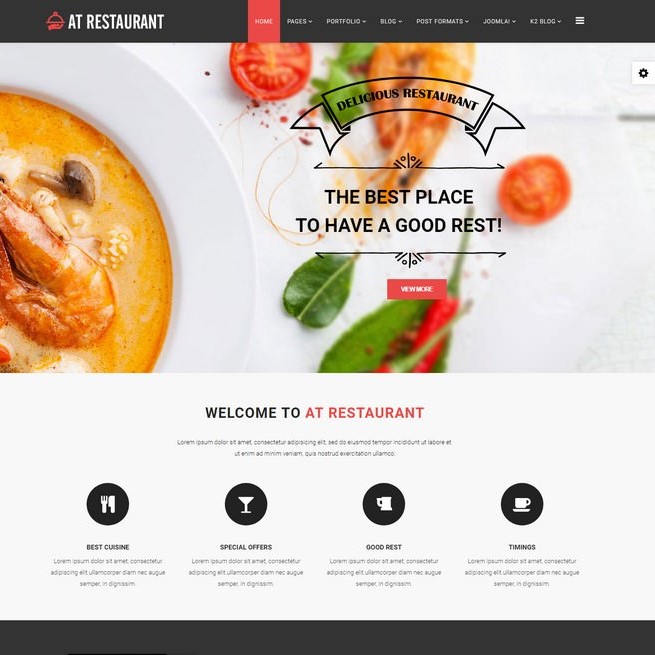 AT RESTAURANT
HOME PAGES PORTFOLIO BLOG POST FORMATS JOOMLA! K2 BLOG
DELICIOUS RESTAURANT
THE BEST PLACE
TO HAVE A GOOD REST!
VIEW MORE
WELCOME TO AT RESTAURANT
Lorem ipsum dolor sit amet, consectetur adipisicing elit, sed do eiusmod tempor incididunt ut labore et
ut enim ad minim veniam, quis nostrud exercitation ullamco.
BEST CUISINE
Lorem ipsum dolor sit amet, consectetur
adipiscing elit.ullamcorper diam nec augue
semper, in dignissim.
SPECIAL OFFERS
Lorem ipsum dolor sit amet, consectetur
adipiscing elit.ullamcorper diam nec augue
semper, in dignissim.
GOOD REST
Lorem ipsum dolor sit amet, consectetur
adipiscing elit.ullamcorper diam nec augue
semper, in dignissim.
TIMINGS
Lorem ipsum dolor sit amet, consectetur
adipiscing elit.ullamcorper diam nec augue
semper, in dignissim.